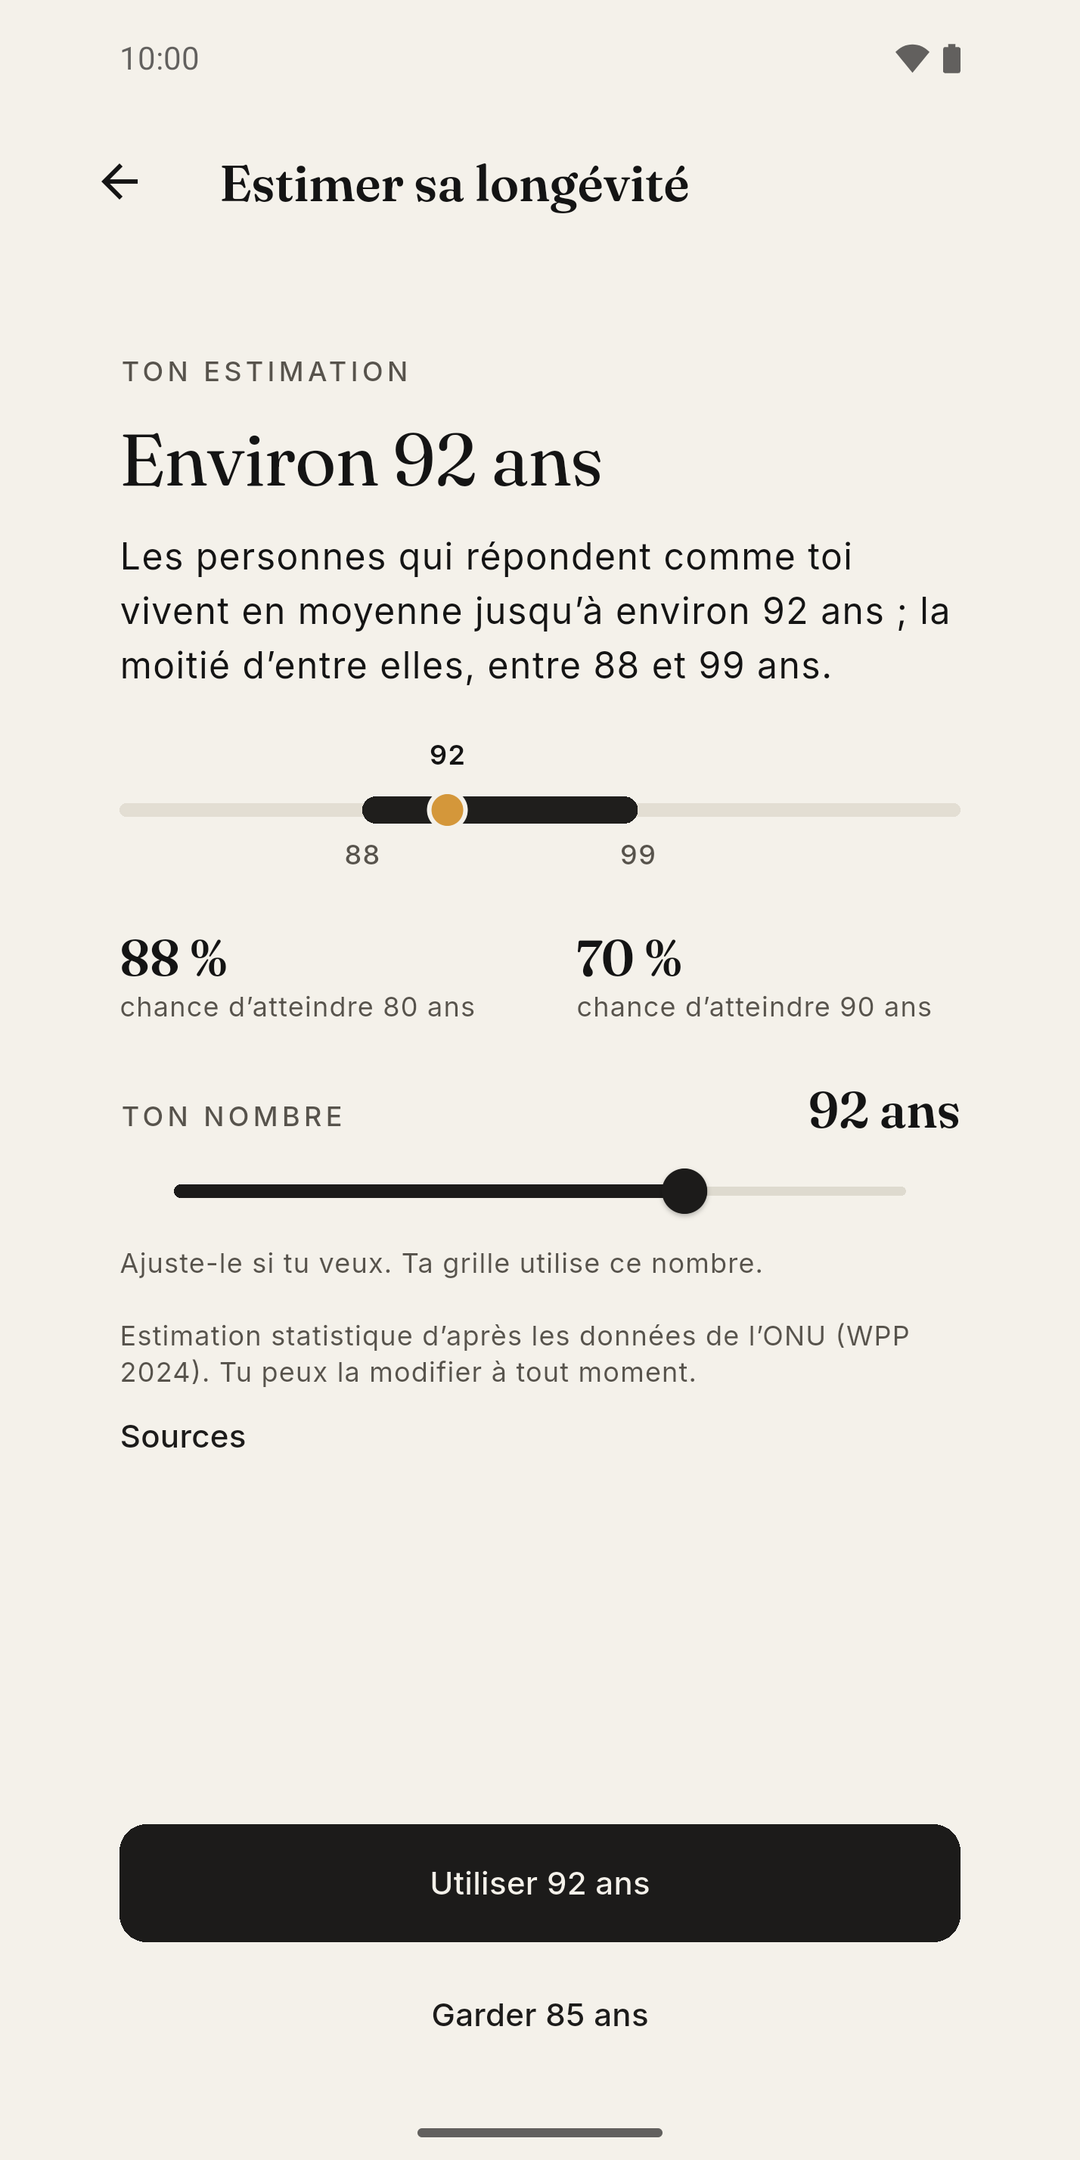 10:00
Estimer sa longévité
TON ESTIMATION
Environ 92 ans
Les personnes qui répondent comme toi
vivent en moyenne jusqu’à environ 92 ans ; la
moitié d’entre elles, entre 88 et 99 ans.
92
88 99
88 % 70 %
chance d’atteindre 80 ans chance d’atteindre 90 ans
TON NOMBRE 92 ans
Ajuste-le si tu veux. Ta grille utilise ce nombre.
Estimation statistique d’après les données de l’ONU (WPP
2024). Tu peux la modifier à tout moment.
Sources
Utiliser 92 ans
Garder 85 ans